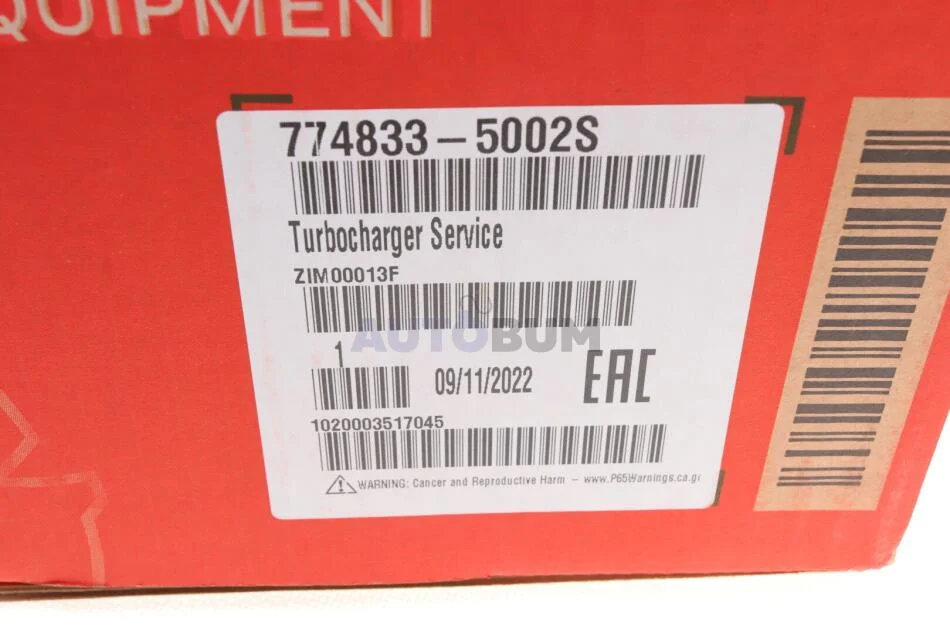 QUIPMENT
774833-5002S
Turbocharger Service
ZIM00013F
AUTOBUM
1
09/11/2022
EAC
1020003517045
WARNING: Cancer and Reproductive Harm - www.P65Warnings.ca.g